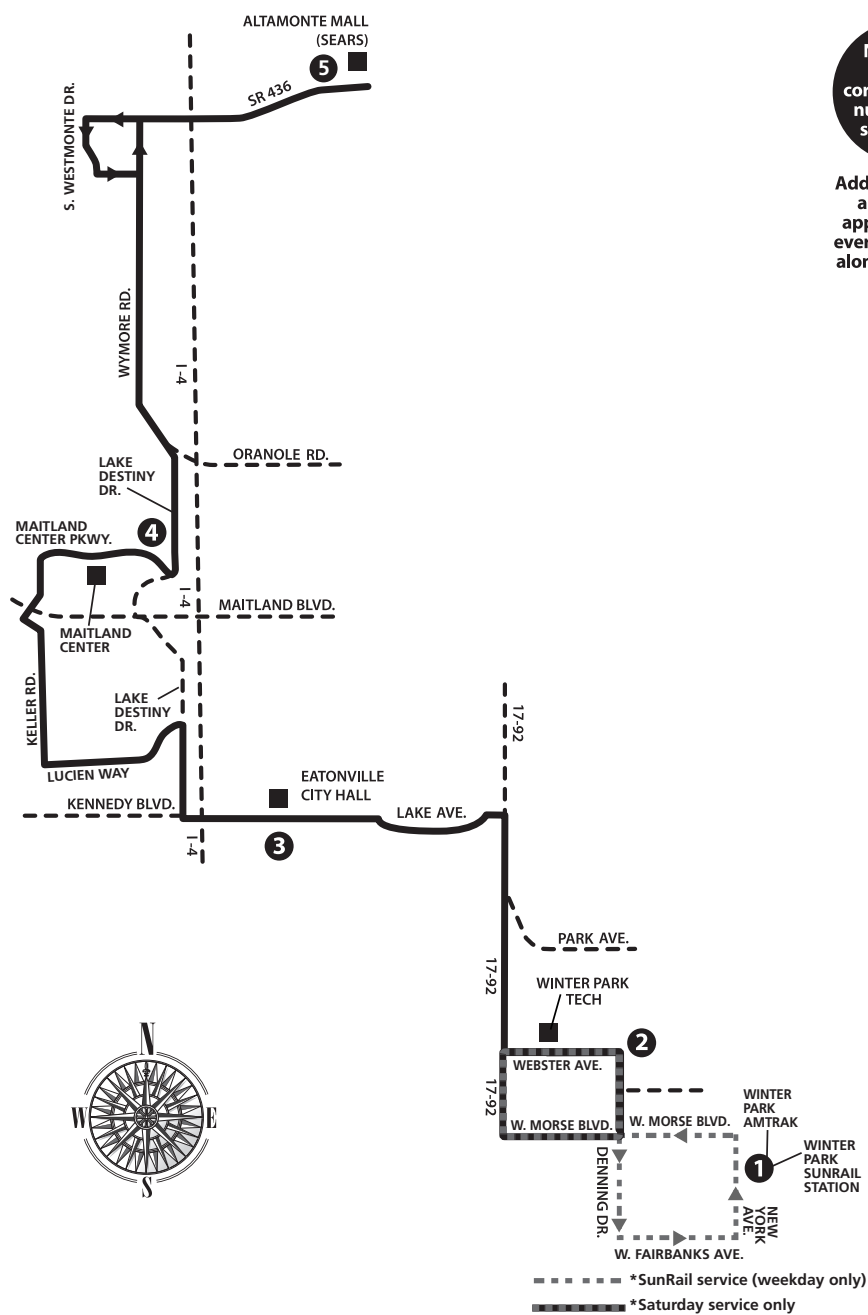 ALTAMONTE MALL
(SEARS)
5
SR 436
S. WESTMONTE DR.
WYMORE RD.
I-4
ORANOLE RD.
LAKE
DESTINY
DR.
MAITLAND
CENTER PKWY.
4
I-4
MAITLAND BLVD.
MAITLAND
CENTER
KELLER RD.
LAKE
DESTINY
DR.
LUCIEN WAY
17-92
EATONVILLE
CITY HALL
KENNEDY BLVD.
LAKE AVE.
I-4
3
PARK AVE.
17-92
WINTER PARK
TECH
2
WEBSTER AVE.
17-92
W. MORSE BLVD.
W. MORSE BLVD.
WINTER
PARK
AMTRAK
1
WINTER
PARK
SUNRAIL
STATION
DENNING DR.
NEW
YORK
AVE.
W. FAIRBANKS AVE.
N
W
E
S
*SunRail service (weekday only)
*Saturday service only